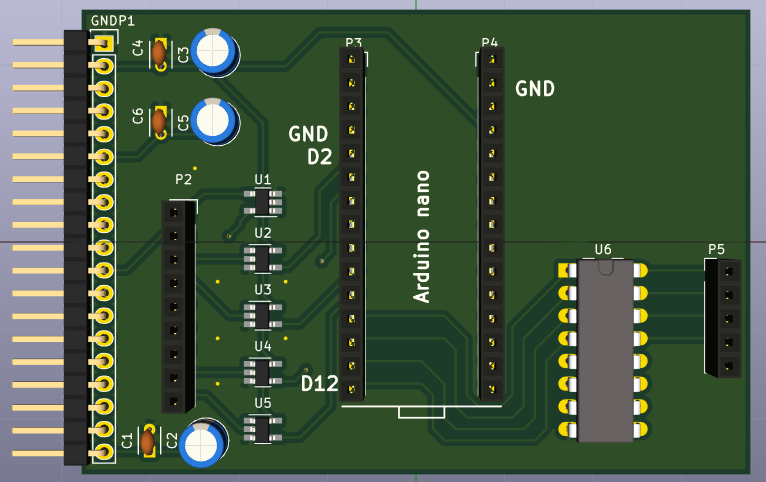 GNDP1
C4
C3
P3
P4
GND
C6
C5
GND
D2
P2
U1
Arduino nano
U2
U6
P5
U3
U4
D12
U5
C1
C2